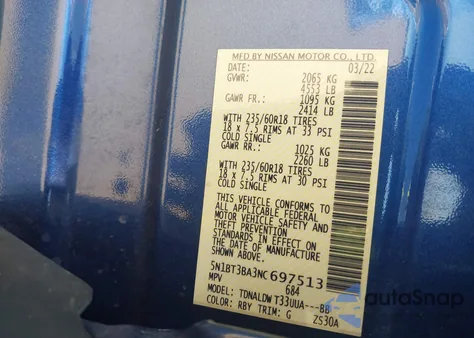 MFD BY NISSAN MOTOR CO., LTD.
DATE: 03/22
GVWR: 2065 KG
4553 LB
GAWR FR.: 1095 KG
2414 LB
WITH 235/60R18 TIRES
18 x 7.5 RIMS AT 33 PSI
COLD SINGLE
GAWR RR.: 1025 KG
2260 LB
WITH 235/60R18 TIRES
18 x 7.5 RIMS AT 30 PSI
COLD SINGLE
THIS VEHICLE CONFORMS TO
ALL APPLICABLE FEDERAL
MOTOR VEHICLE SAFETY AND
THEFT PREVENTION
STANDARDS IN EFFECT ON
THE DATE OF MANUFACTURE
SHOWN ABOVE.
5N1BT3BA3NC697513
MPV 684
MODEL: TDNALDWT33UUA---BB
COLOR: RBY TRIM: G ZS30A
autoSnap